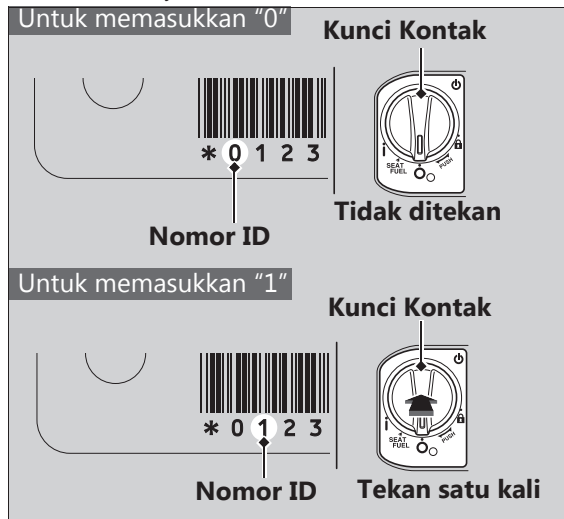 Untuk memasukkan “0”
Kunci Kontak
* 0 1 2 3
SEAT
FUEL
PUSH
Tidak ditekan
Nomor ID
Untuk memasukkan “1”
Kunci Kontak
* 0 1 2 3
SEAT
FUEL
PUSH
Nomor ID
Tekan satu kali